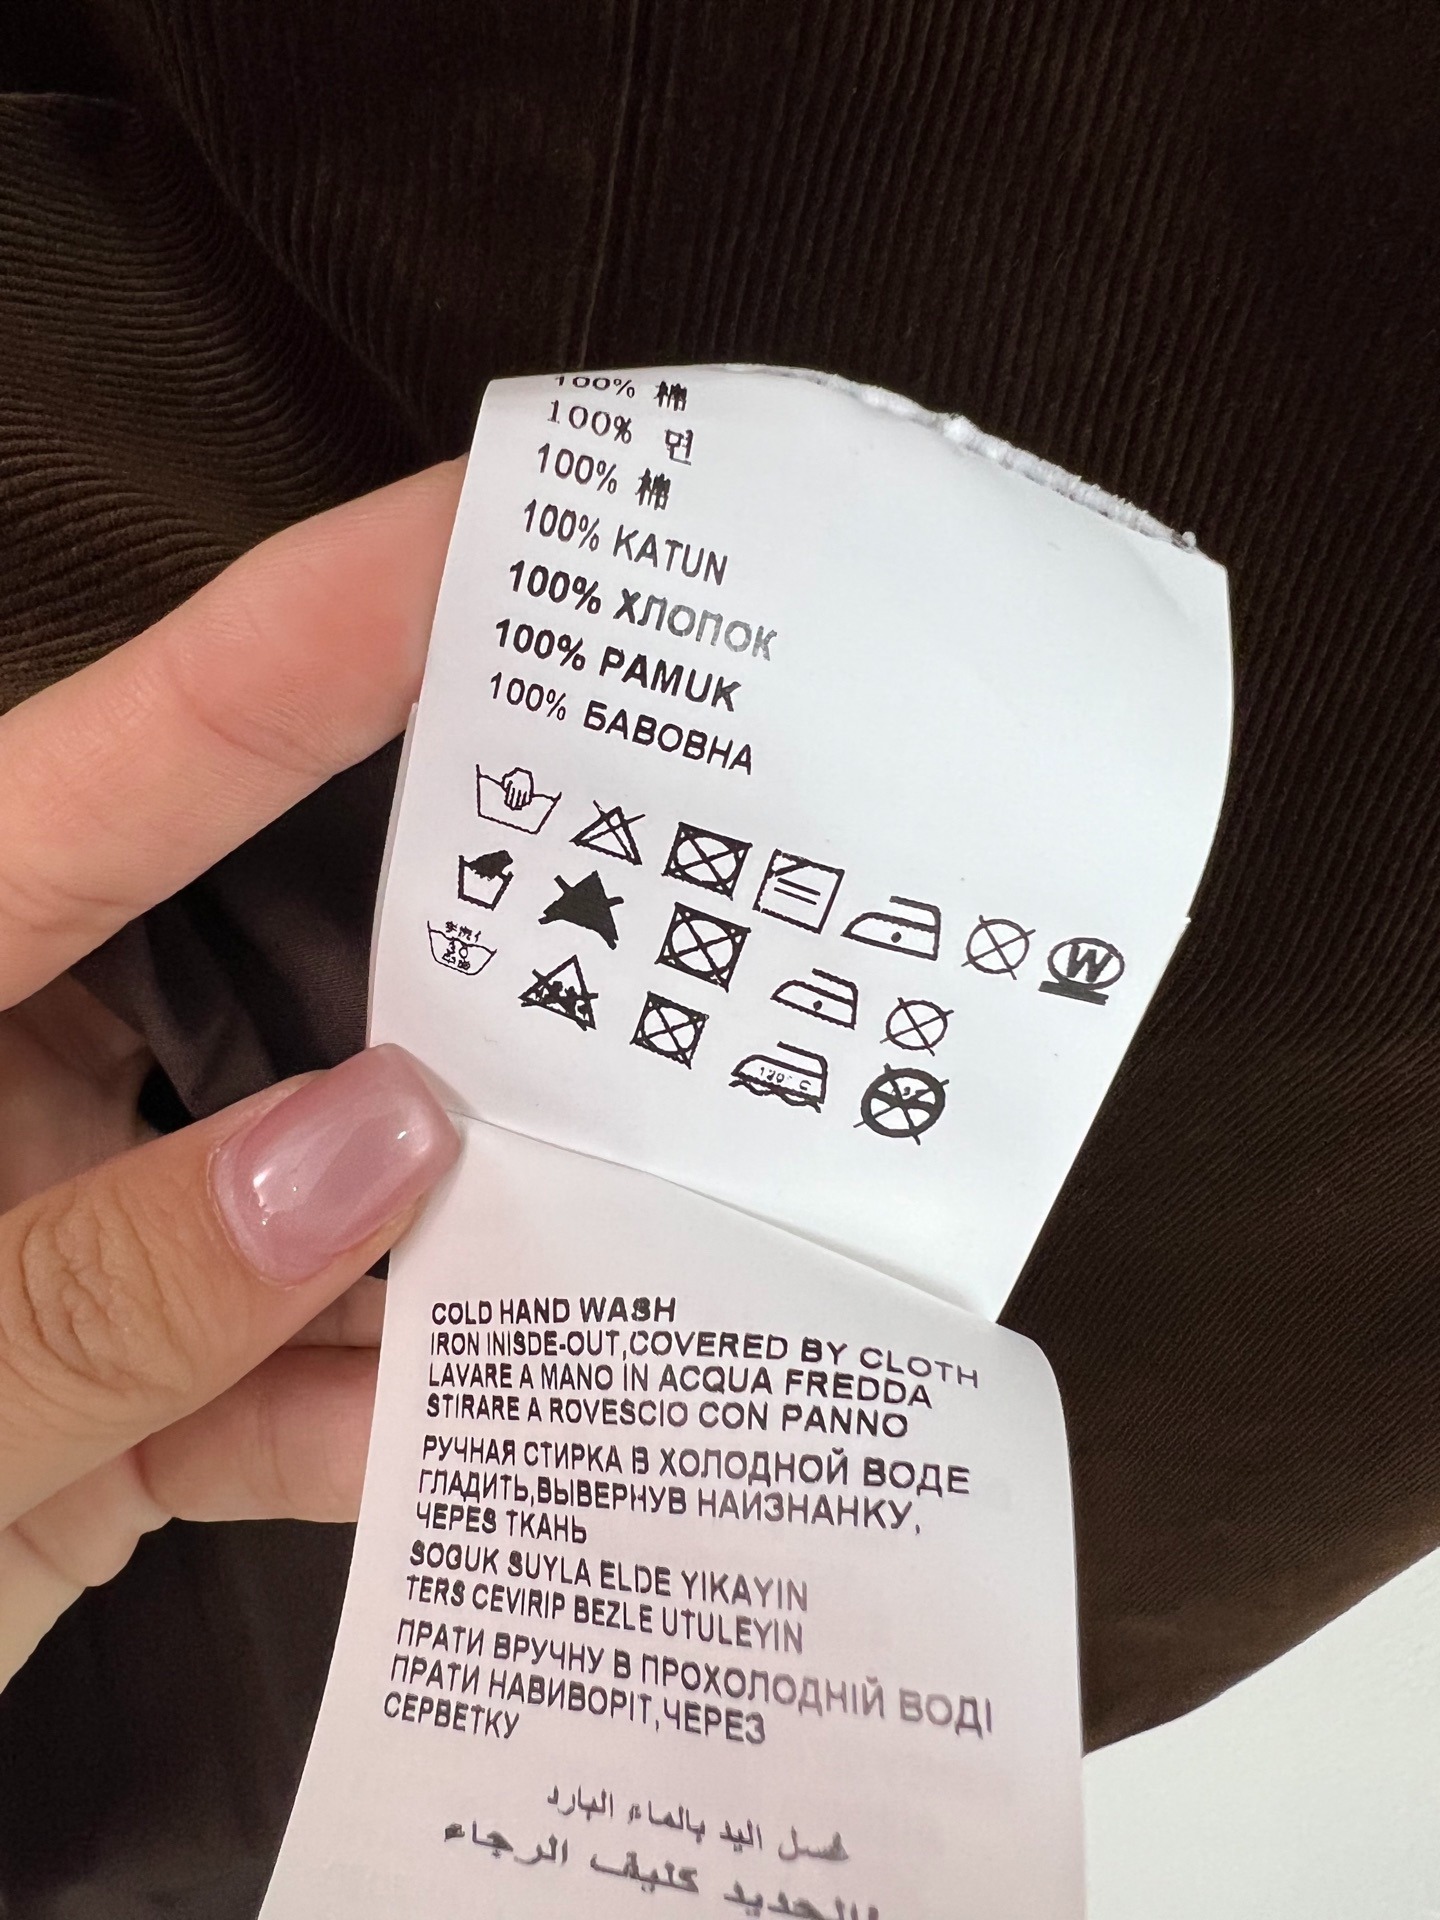 100% 棉
100% 면
100% 棉
100% KATUN
100% ХЛОПОК
100% PAMUK
100% БАВОВНА
W
COLD HAND WASH
IRON INISDE-OUT,COVERED BY CLOTH
LAVARE A MANO IN ACQUA FREDDA
STIRARE A ROVESCIO CON PANNO
РУЧНАЯ СТИРКА В ХОЛОДНОЙ ВОДЕ
ГЛАДИТЬ,ВЫВЕРНУВ НАИЗНАНКУ,
ЧЕРЕЗ ТКАНЬ
SOGUK SUYLA ELDE YIKAYIN
TERS CEVIRIP BEZLE UTULEYIN
ПРАТИ ВРУЧНУ В ПРОХОЛОДНІЙ ВОДІ
ПРАТИ НАВИВОРІТ,ЧЕРЕЗ
СЕРВЕТКУ
غسل اليد بالماء البارد
الرجاء